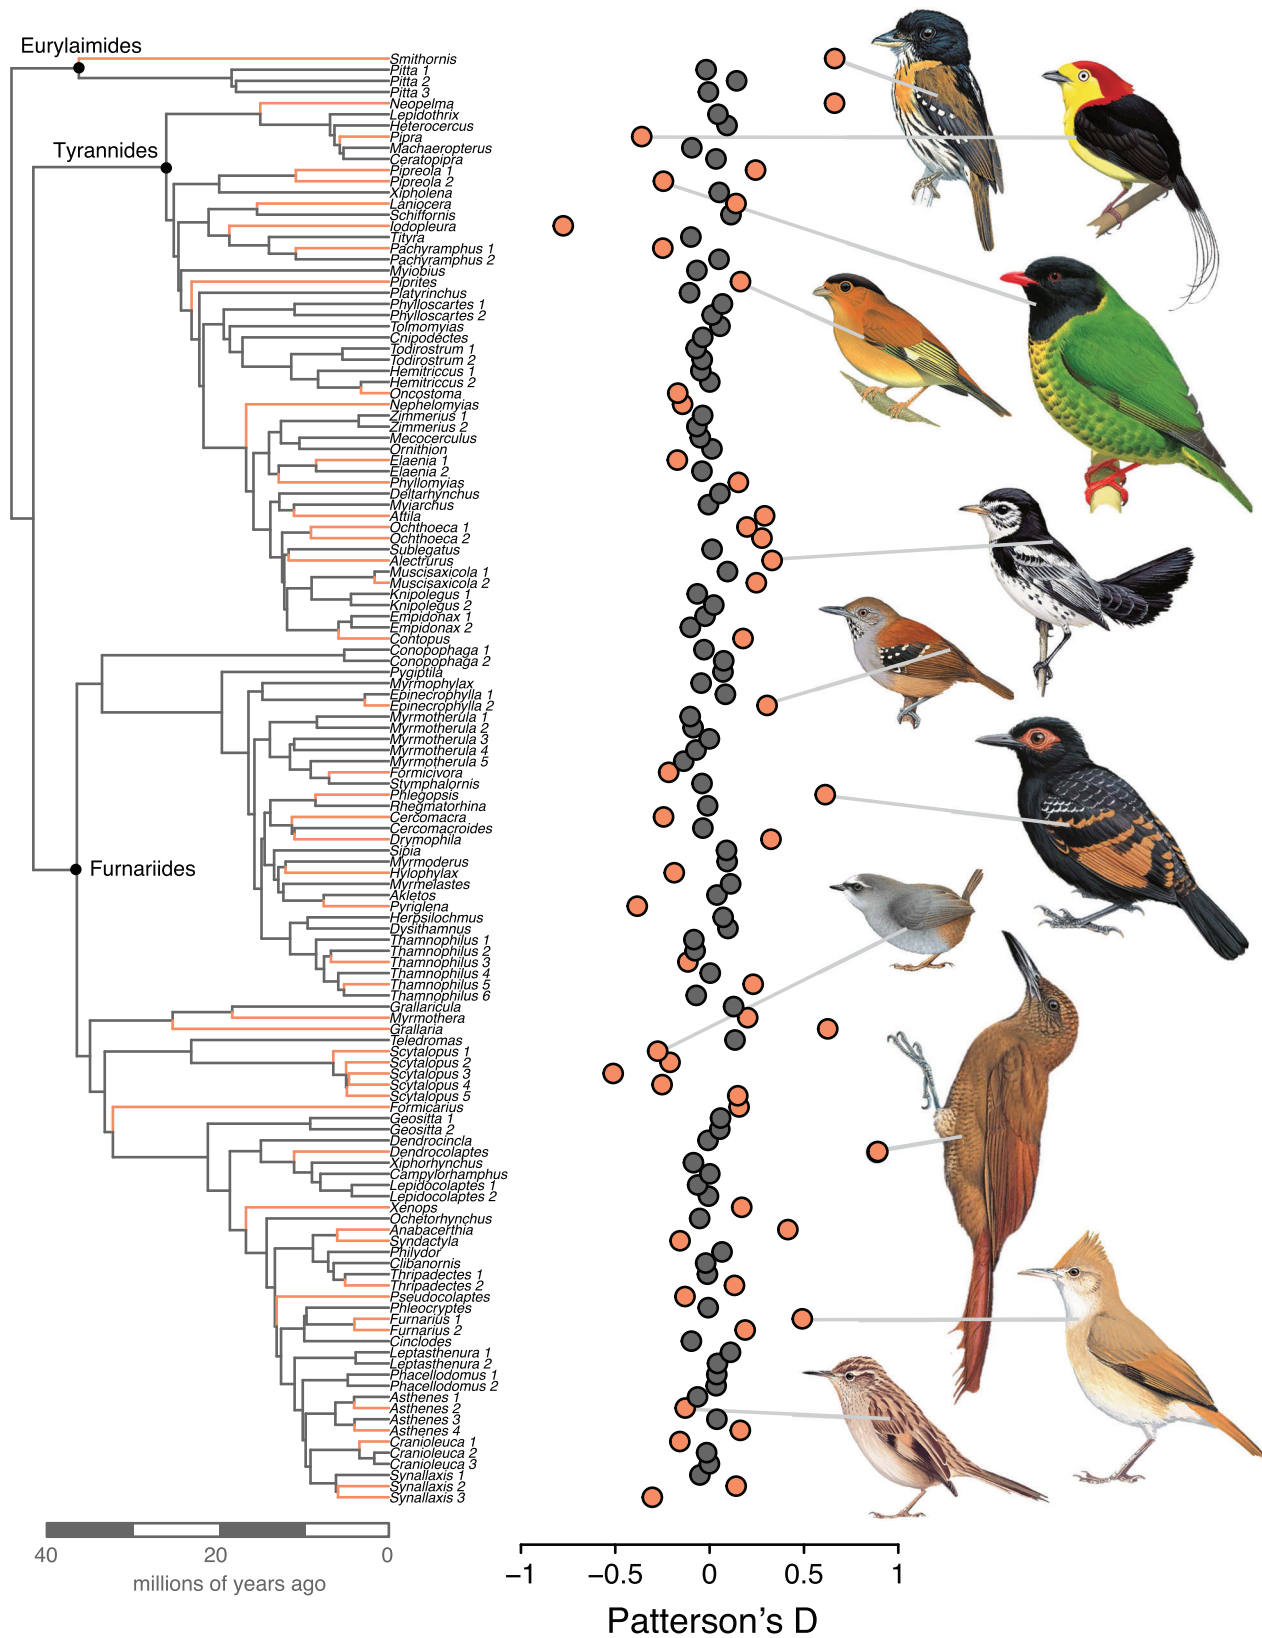 Eurylaimides
Smithornis
Pitta 1
Pitta 2
Pitta 3
Neopelma
Lepidothrix
Heterocercus
Pipra
Machaeropterus
Ceratopipra
Tyrannides
Pipreola 1
Pipreola 2
Xipholena
Laniocera
Schiffornis
Iodopleura
Tityra
Pachyramphus 1
Pachyramphus 2
Myiobius
Piprites
Platyrinchus
Phylloscartes 1
Phylloscartes 2
Tolmomyias
Cnipodectes
Todirostrum 1
Todirostrum 2
Hemitriccus 1
Hemitriccus 2
Oncostoma
Nephelomyias
Zimmerius 1
Zimmerius 2
Mecocerculus
Ornithion
Elaenia 1
Elaenia 2
Phyllomyias
Deltarhynchus
Myiarchus
Attila
Ochthoeca 1
Ochthoeca 2
Sublegatus
Alectrurus
Muscisaxicola 1
Muscisaxicola 2
Knipolegus 1
Knipolegus 2
Empidonax 1
Empidonax 2
Contopus
Conopophaga 1
Conopophaga 2
Pygiptila
Myrmophylax
Epinecrophylla 1
Epinecrophylla 2
Myrmotherula 1
Myrmotherula 2
Myrmotherula 3
Myrmotherula 4
Myrmotherula 5
Formicivora
Stymphalornis
Phlegopsis
Rhegmatorhina
Cercomacra
Cercomacroides
Drymophila
Sipia
Myrmoderus
Furnariides
Hylophylax
Myrmelastes
Akletos
Pyriglena
Herpsilochmus
Dysithamnus
Thamnophilus 1
Thamnophilus 2
Thamnophilus 3
Thamnophilus 4
Thamnophilus 5
Thamnophilus 6
Grallaricula
Myrmothera
Grallaria
Teledromas
Scytalopus 1
Scytalopus 2
Scytalopus 3
Scytalopus 4
Scytalopus 5
Formicarius
Geositta 1
Geositta 2
Dendrocincla
Dendrocolaptes
Xiphorhynchus
Campylorhamphus
Lepidocolaptes 1
Lepidocolaptes 2
Xenops
Ochetorhynchus
Anabacerthia
Syndactyla
Philydor
Clibanornis
Thripadectes 1
Thripadectes 2
Pseudocolaptes
Phleocryptes
Furnarius 1
Furnarius 2
Cinclodes
Leptasthenura 1
Leptasthenura 2
Phacellodomus 1
Phacellodomus 2
Asthenes 1
Asthenes 2
Asthenes 3
Asthenes 4
Cranioleuca 1
Cranioleuca 2
Cranioleuca 3
Synallaxis 1
Synallaxis 2
Synallaxis 3
40 20 0
millions of years ago
−1 −0.5 0 0.5 1
Patterson's D